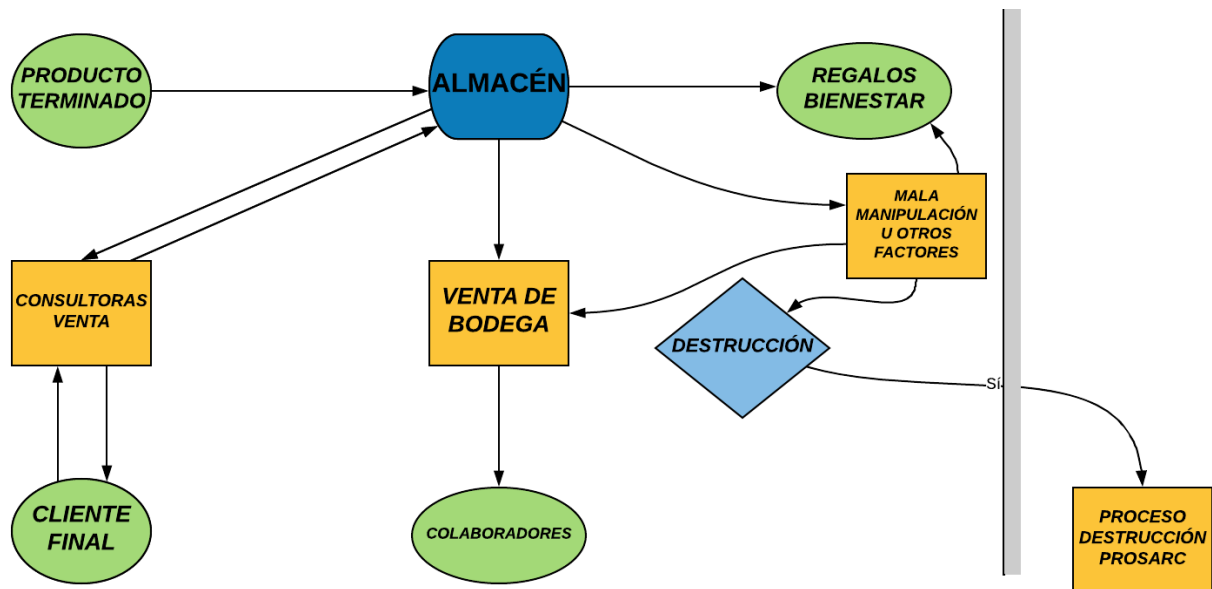 PRODUCTO
TERMINADO
ALMACÉN
REGALOS
BIENESTAR
MALA
MANIPULACIÓN
U OTROS
FACTORES
CONSULTORAS
VENTA
VENTA DE
BODEGA
DESTRUCCIÓN
Sí
CLIENTE
FINAL
COLABORADORES
PROCESO
DESTRUCCIÓN
PROSARC